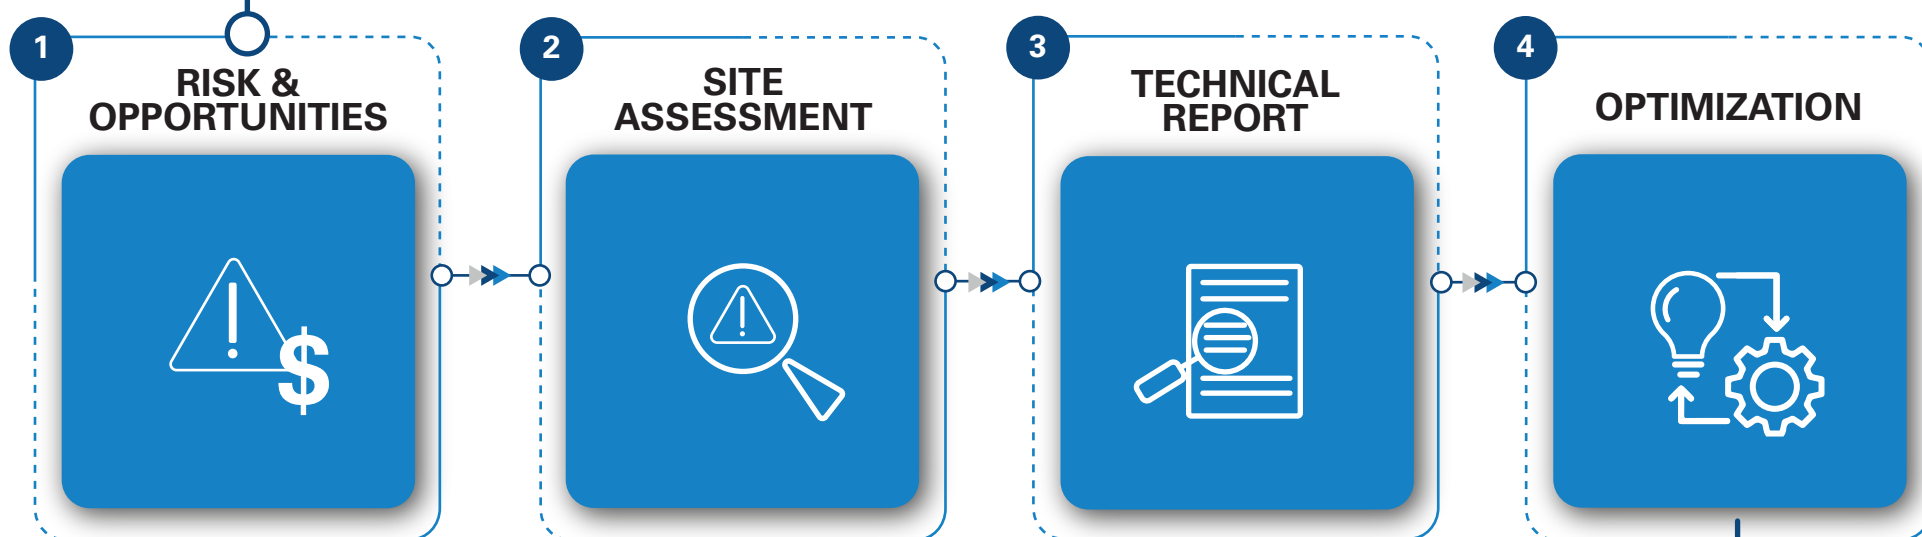 1
RISK &
OPPORTUNITIES
$
2
SITE
ASSESSMENT
3
TECHNICAL
REPORT
4
OPTIMIZATION